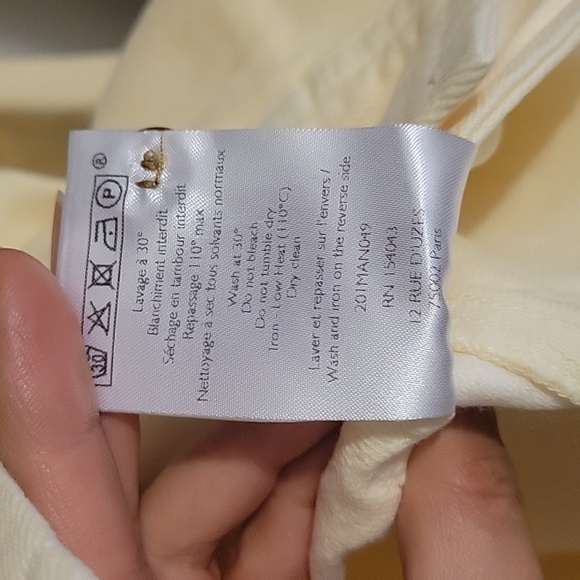 30° P ®
Lavage à 30°
Blanchiment interdit
Séchage en tambour interdit
Repassage 110° max
Nettoyage à sec tous solvants normaux
Wash at 30°
Do not bleach
Do not tumble dry
Iron - Low Heat (110°C)
Dry clean
Laver et repasser sur l'envers /
Wash and iron on the reverse side
201MAN049
RN 154043
12 RUE D'UZES
75002 Paris